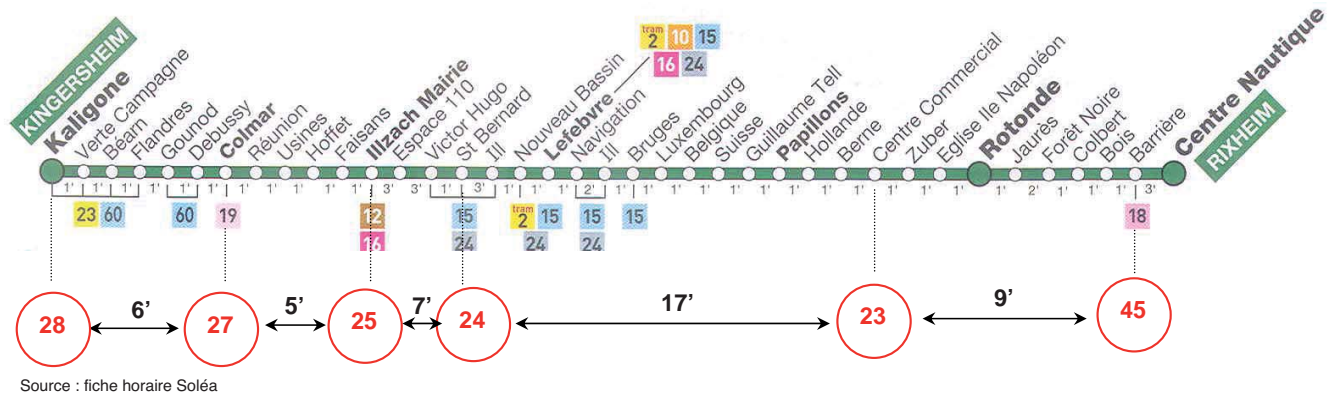 tram 2 10 15
16 24
KINGERSHEIM
Kaligone
Verte Campagne
Béarn
Flandres
Gounod
Debussy
Colmar
Réunion
Usines
Hoffet
Faisans
Illzach Mairie
Espace 110
Victor Hugo
St Bernard
Ill
Nouveau Bassin
Lefebvre
Navigation
Ill
Bruges
Luxembourg
Belgique
Suisse
Guillaume Tell
Papillons
Hollande
Berne
Centre Commercial
Zuber
Eglise Ile Napoléon
Rotonde
Jaurès
Forêt Noire
Colbert
Bois
Barrière
Centre Nautique
RIXHEIM
1' 1' 1' 1' 1' 1' 1' 1' 1' 1' 1' 3' 3' 1' 3' 1' 1' 1' 2' 1' 1' 1' 1' 1' 1' 1' 1' 1' 1' 1' 1' 1' 2' 1' 1' 1' 3'
23 60 60 19 12 15 tram 2 15 15 15 18
16 24 24 24
6’ 5’ 7’ 17’ 9’
28 27 25 24 23 45
Source : fiche horaire Soléa